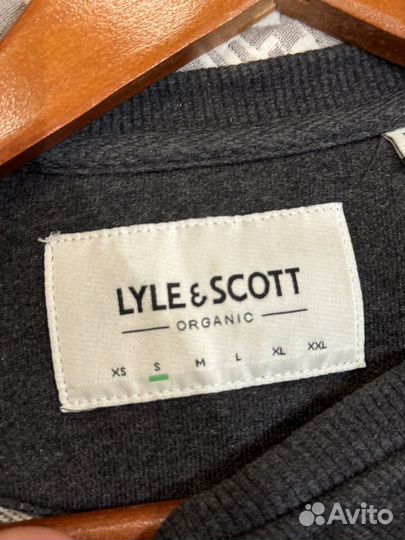 LYLE & SCOTT
ORGANIC
XS S M L XL XXL
Avito